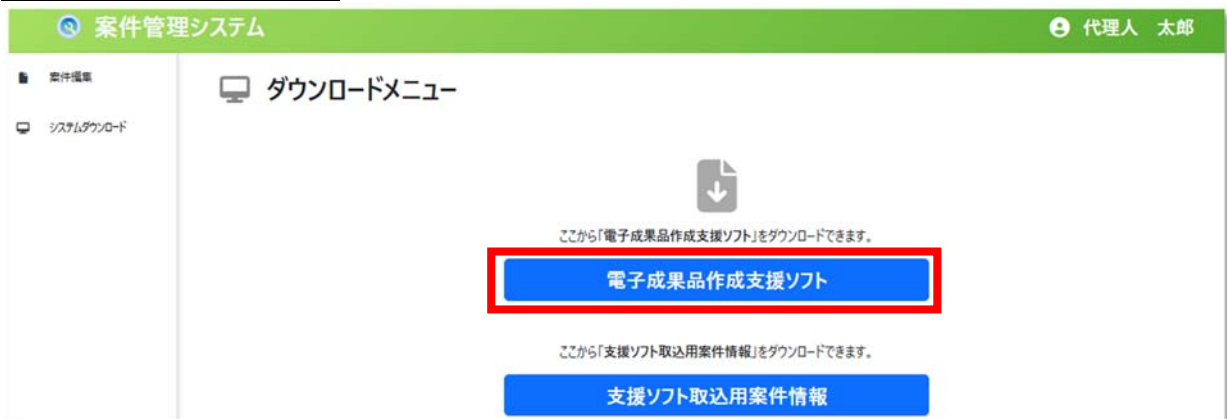 案件管理システム
代理人 太郎
案件編集
システムダウンロード
ダウンロードメニュー
ここから「電子成果品作成支援ソフト」をダウンロードできます。
電子成果品作成支援ソフト
ここから「支援ソフト取込用案件情報」をダウンロードできます。
支援ソフト取込用案件情報